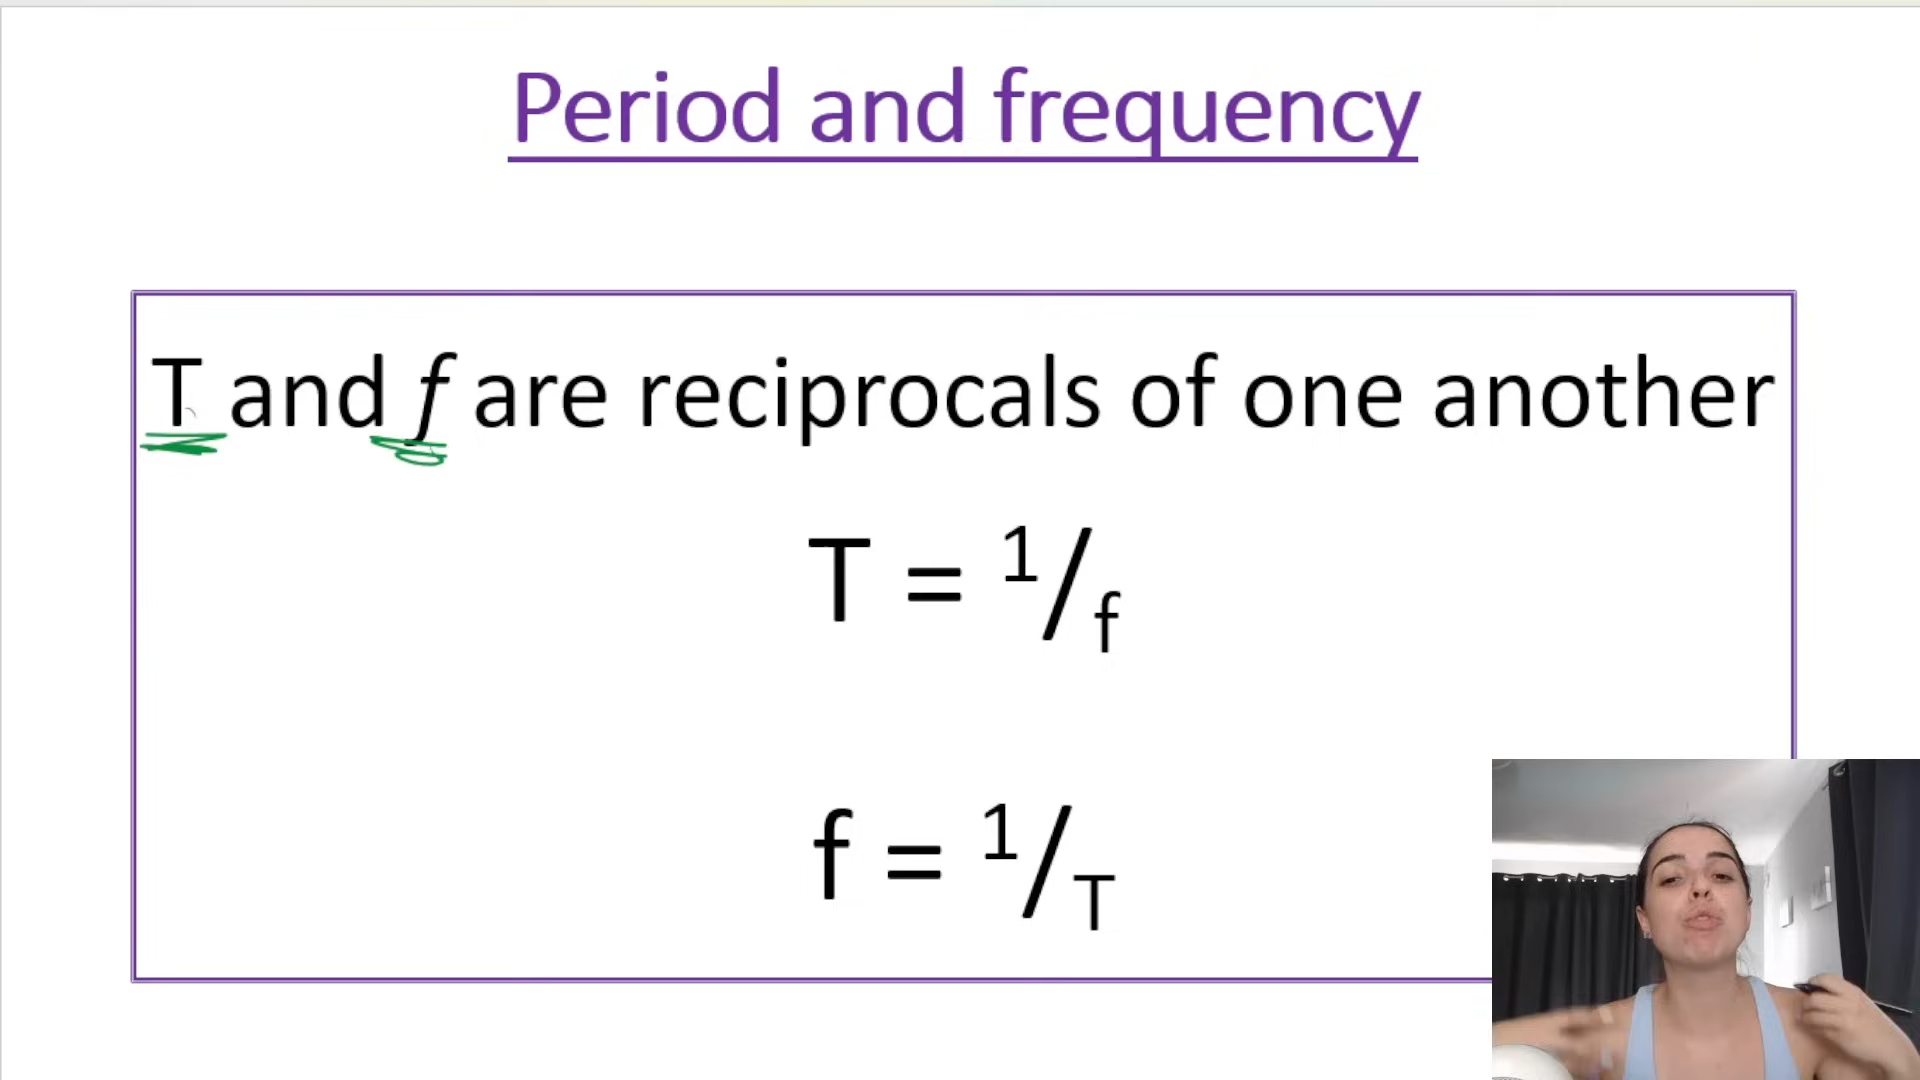 Period and frequency
T and f are reciprocals of one another
T = 1/f
f = 1/T